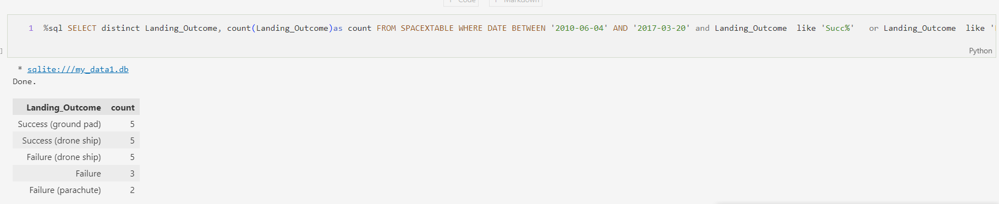 Code Markdown
1 %sql SELECT distinct Landing_Outcome, count(Landing_Outcome)as count FROM SPACEXTABLE WHERE DATE BETWEEN '2010-06-04' AND '2017-03-20' and Landing_Outcome  like 'Succ%'   or Landing_Outcome  like '
]
Python
* sqlite:///my_data1.db
Done.
Landing_Outcome count
Success (ground pad) 5
Success (drone ship) 5
Failure (drone ship) 5
Failure 3
Failure (parachute) 2